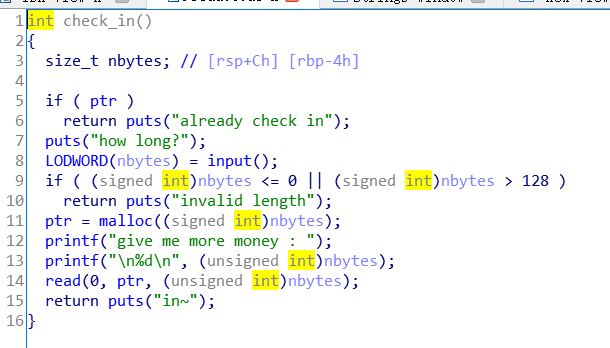 1 int check_in()
2 {
3   size_t nbytes; // [rsp+Ch] [rbp-4h]
4
5   if ( ptr )
6     return puts("already check in");
7   puts("how long?");
8   LODWORD(nbytes) = input();
9   if ( (signed int)nbytes <= 0 || (signed int)nbytes > 128 )
10     return puts("invalid length");
11   ptr = malloc((signed int)nbytes);
12   printf("give me more money : ");
13   printf("\n%d\n", (unsigned int)nbytes);
14   read(0, ptr, (unsigned int)nbytes);
15   return puts("in~");
16 }